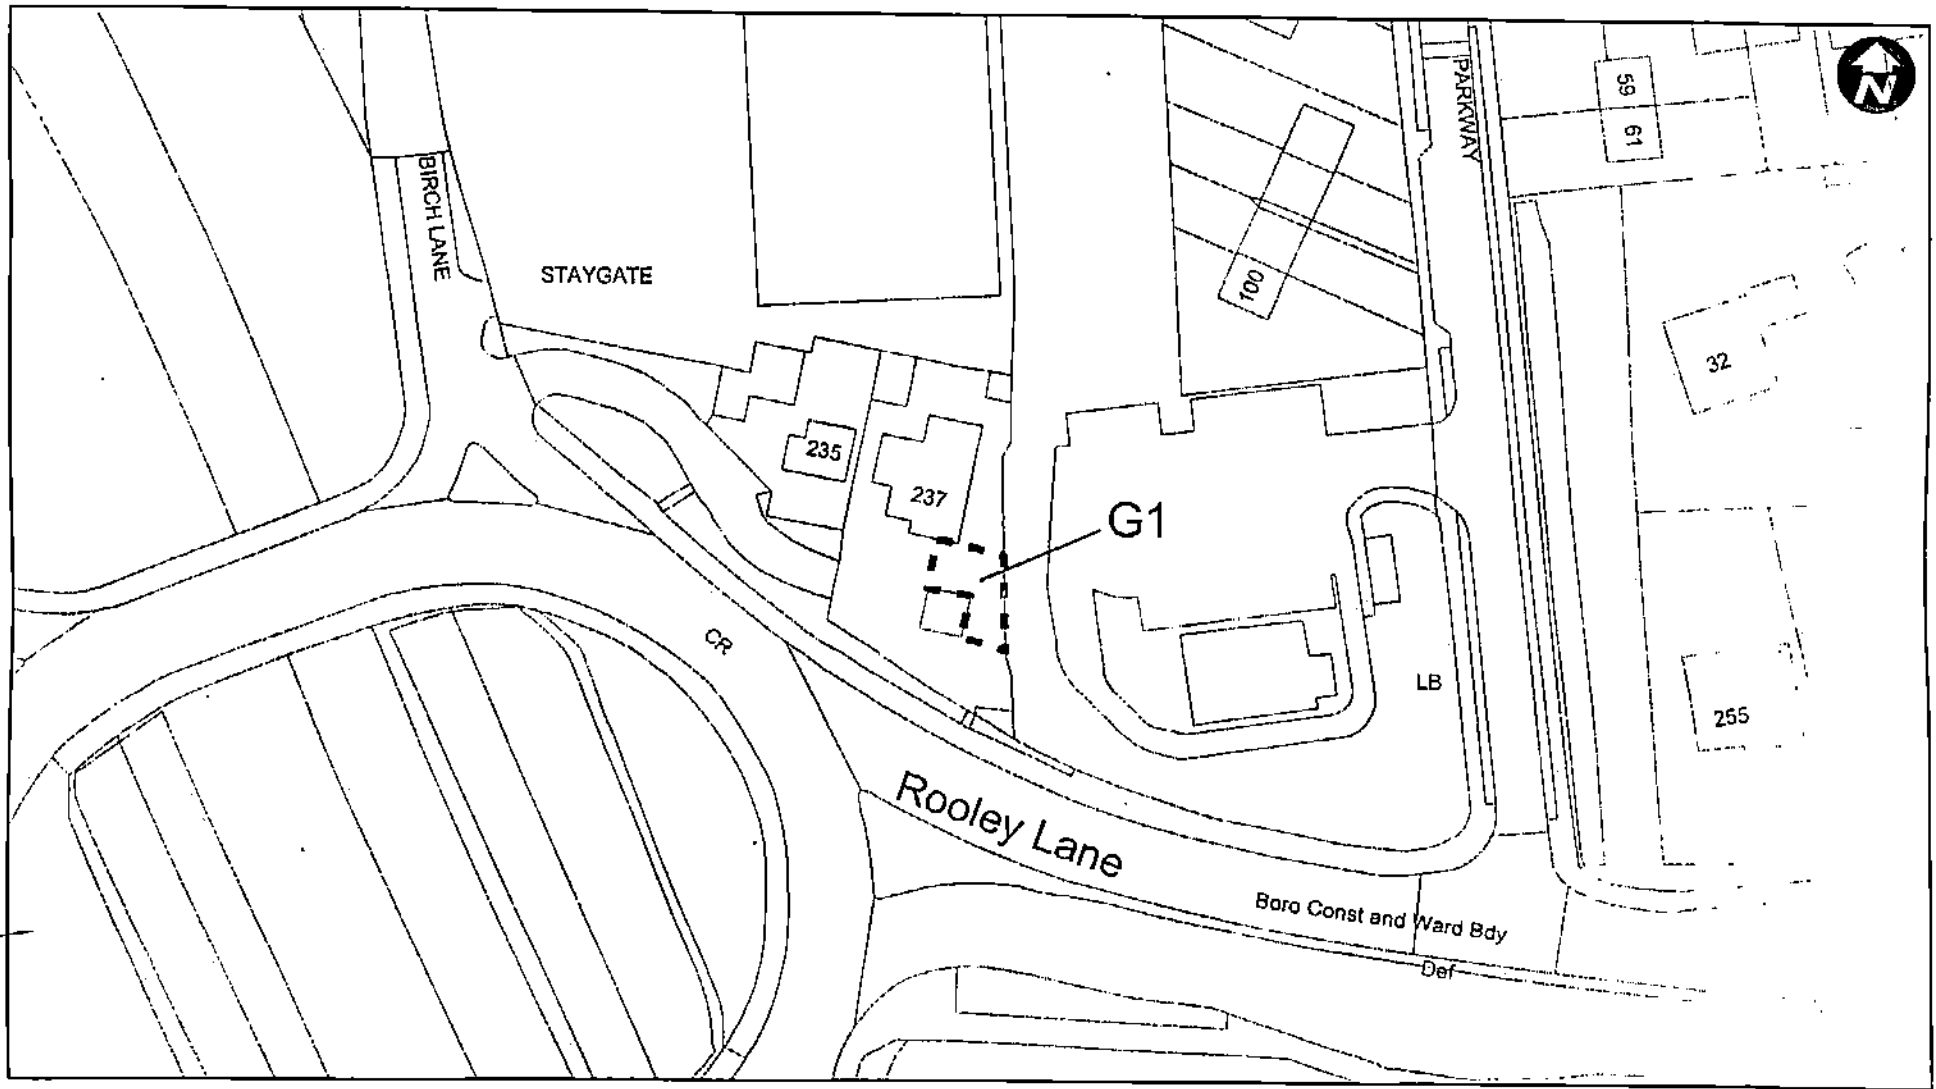 N
PARKWAY
59
61
BIRCH LANE
STAYGATE
100
32
235
237
G1
CR
LB
255
Rooley Lane
Boro Const and Ward Bdy
Def